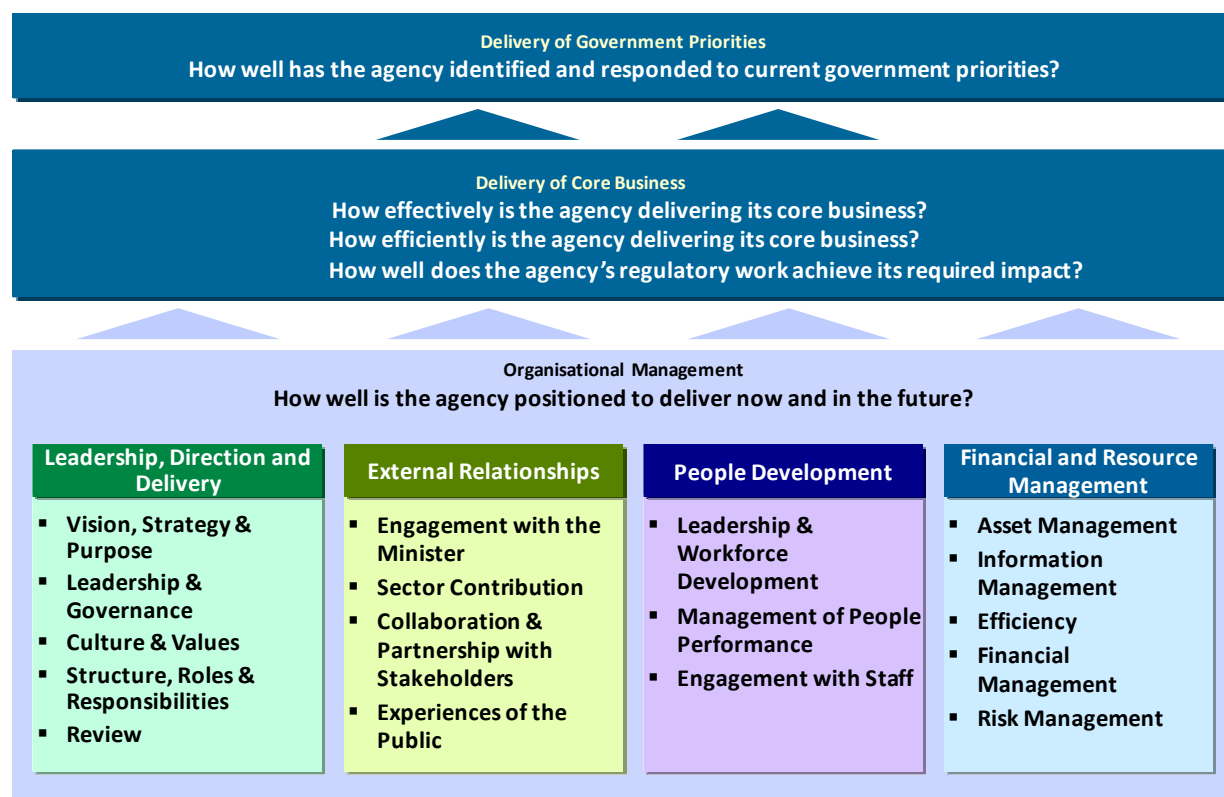 Delivery of Government Priorities
How well has the agency identified and responded to current government priorities?
Delivery of Core Business
How effectively is the agency delivering its core business?
How efficiently is the agency delivering its core business?
How well does the agency's regulatory work achieve its required impact?
Organisational Management
How well is the agency positioned to deliver now and in the future?
Leadership, Direction and
Delivery
▪ Vision, Strategy &
Purpose
▪ Leadership &
Governance
▪ Culture & Values
▪ Structure, Roles &
Responsibilities
▪ Review
External Relationships
▪ Engagement with the
Minister
▪ Sector Contribution
▪ Collaboration &
Partnership with
Stakeholders
▪ Experiences of the
Public
People Development
▪ Leadership &
Workforce
Development
▪ Management of People
Performance
▪ Engagement with Staff
Financial and Resource
Management
▪ Asset Management
▪ Information
Management
▪ Efficiency
▪ Financial
Management
▪ Risk Management